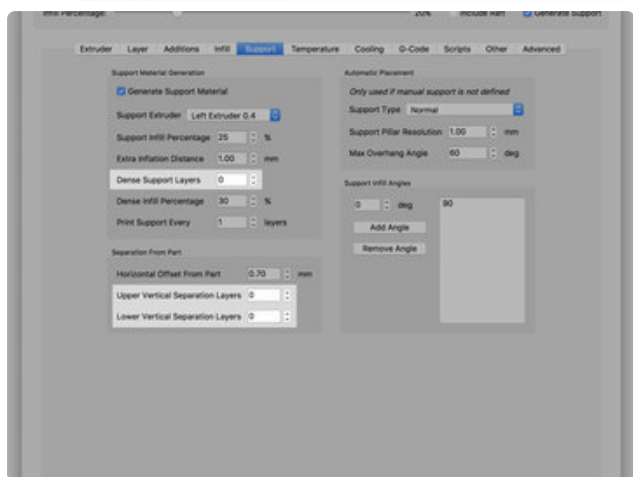 Infill Percentage: 20% Include Raft Generate Support
Extruder Layer Additions Infill Support Temperature Cooling G-Code Scripts Other Advanced
Support Material Generation
Generate Support Material
Support Extruder Left Extruder 0.4
Support Infill Percentage 25 %
Extra Inflation Distance 1.00 mm
Dense Support Layers 0
Dense Infill Percentage 30 %
Print Support Every 1 layers
Separation From Part
Horizontal Offset From Part 0.70 mm
Upper Vertical Separation Layers 0
Lower Vertical Separation Layers 0
Automatic Placement
Only used if manual support is not defined
Support Type Normal
Support Pillar Resolution 1.00 mm
Max Overhang Angle 60 deg
Support Infill Angles
0 deg 90
Add Angle
Remove Angle